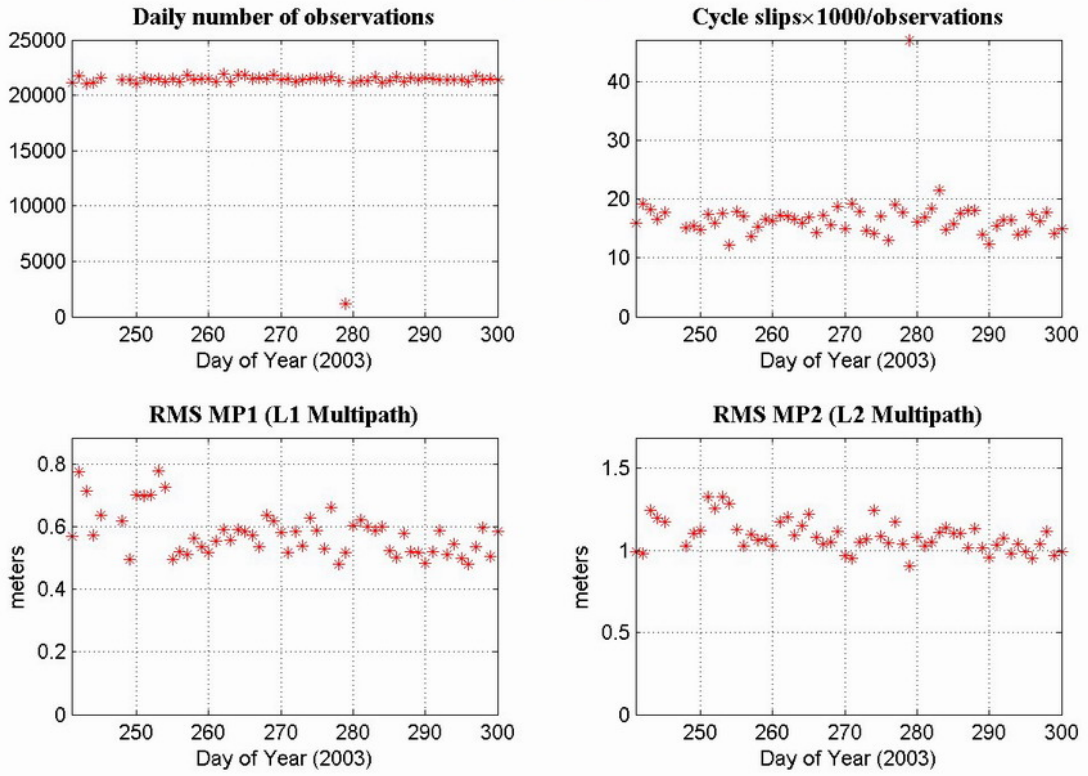 Daily number of observations
25000
20000
15000
10000
5000
0
250 260 270 280 290 300
Day of Year (2003)
Cycle slips×1000/observations
40
30
20
10
0
250 260 270 280 290 300
Day of Year (2003)
RMS MP1 (L1 Multipath)
meters
0.8
0.6
0.4
0.2
0
250 260 270 280 290 300
Day of Year (2003)
RMS MP2 (L2 Multipath)
meters
1.5
1
0.5
0
250 260 270 280 290 300
Day of Year (2003)